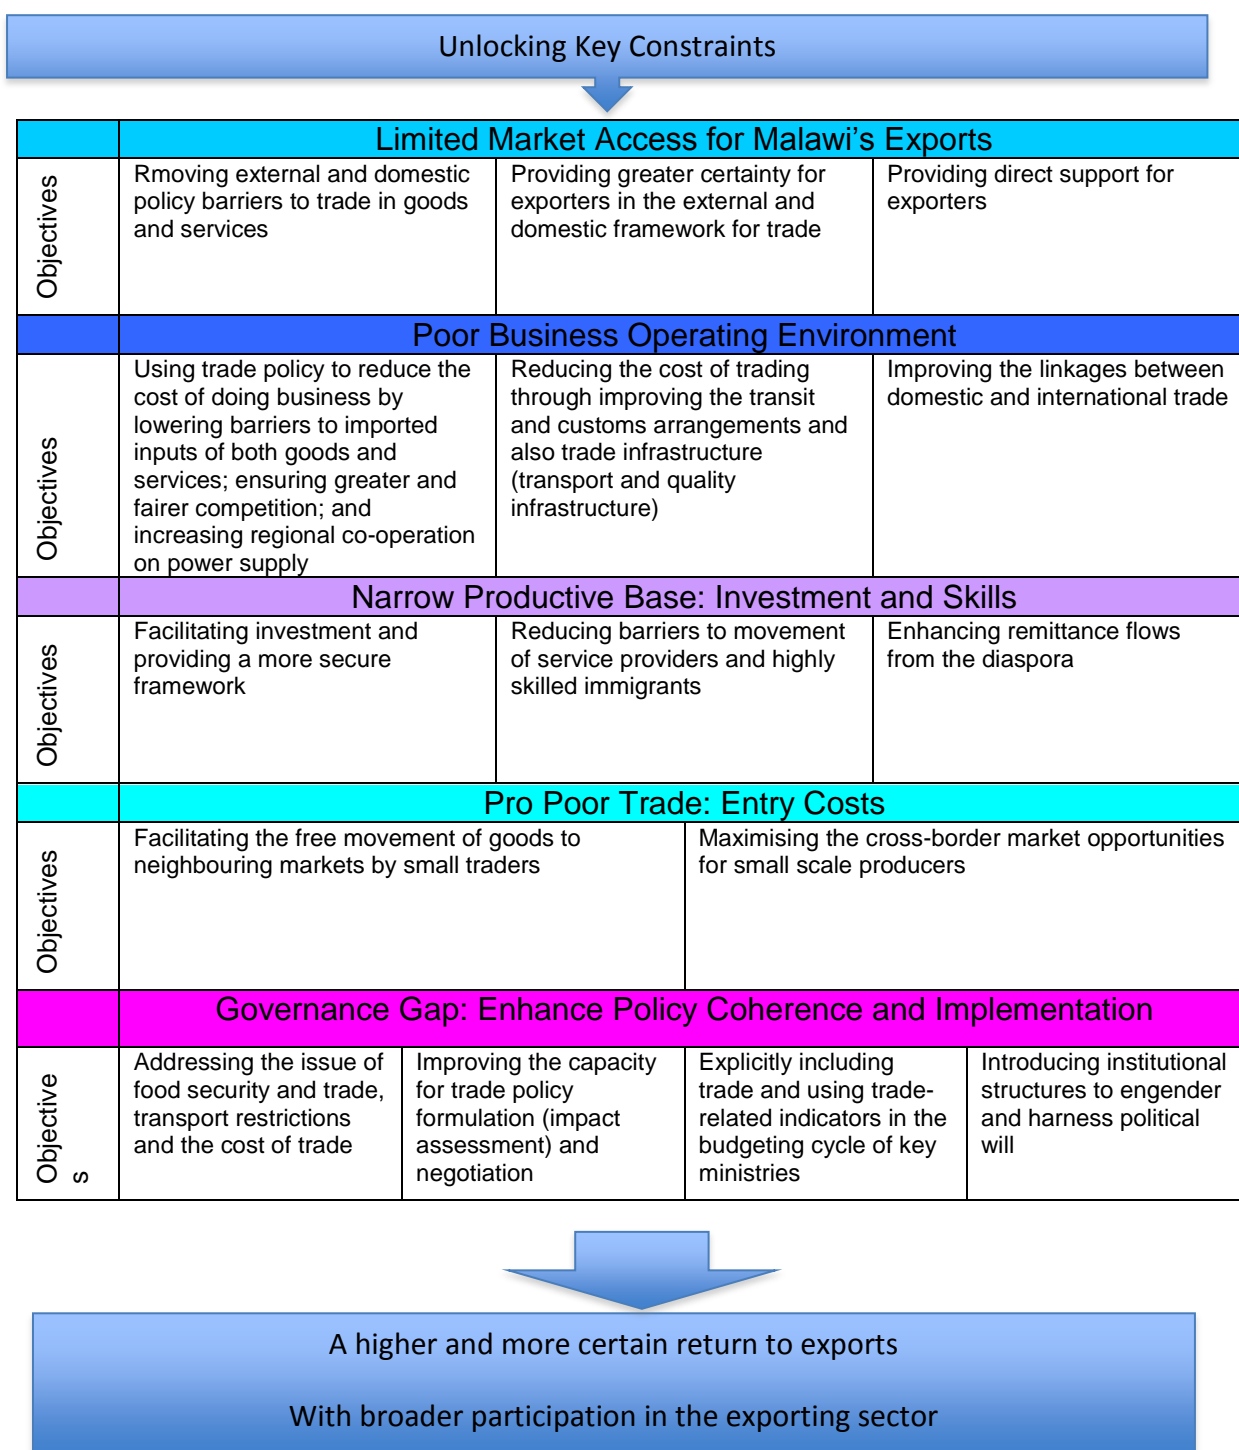 Unlocking Key Constraints
Limited Market Access for Malawi's Exports
Objectives
Rmoving external and domestic
policy barriers to trade in goods
and services
Providing greater certainty for
exporters in the external and
domestic framework for trade
Providing direct support for
exporters
Poor Business Operating Environment
Objectives
Using trade policy to reduce the
cost of doing business by
lowering barriers to imported
inputs of both goods and
services; ensuring greater and
fairer competition; and
increasing regional co-operation
on power supply
Reducing the cost of trading
through improving the transit
and customs arrangements and
also trade infrastructure
(transport and quality
infrastructure)
Improving the linkages between
domestic and international trade
Narrow Productive Base: Investment and Skills
Objectives
Facilitating investment and
providing a more secure
framework
Reducing barriers to movement
of service providers and highly
skilled immigrants
Enhancing remittance flows
from the diaspora
Pro Poor Trade: Entry Costs
Objectives
Facilitating the free movement of goods to
neighbouring markets by small traders
Maximising the cross-border market opportunities
for small scale producers
Governance Gap: Enhance Policy Coherence and Implementation
Objective
s
Addressing the issue of
food security and trade,
transport restrictions
and the cost of trade
Improving the capacity
for trade policy
formulation (impact
assessment) and
negotiation
Explicitly including
trade and using trade-
related indicators in the
budgeting cycle of key
ministries
Introducing institutional
structures to engender
and harness political
will
A higher and more certain return to exports
With broader participation in the exporting sector